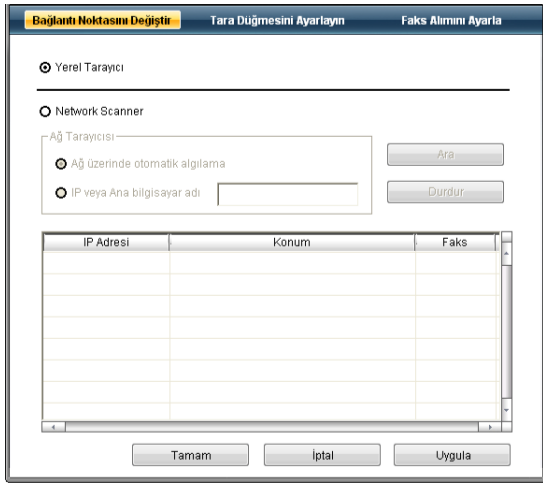 Bağlantı Noktasını Değiştir Tara Düğmesini Ayarlayın Faks Alımını Ayarla
Yerel Tarayıcı
Network Scanner
Ağ Tarayıcısı
Ağ üzerinde otomatik algılama
Ara
IP veya Ana bilgisayar adı
Durdur
IP Adresi Konum Faks
Tamam İptal Uygula